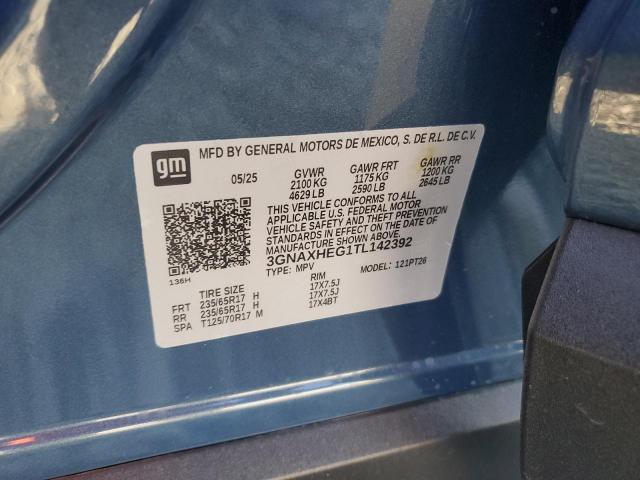 gm MFD BY GENERAL MOTORS DE MEXICO, S. DE R.L. DE C.V.
05/25 GVWR GAWR FRT GAWR RR
2100 KG 1175 KG 1200 KG
4629 LB 2590 LB 2645 LB
THIS VEHICLE CONFORMS TO ALL
APPLICABLE U.S. FEDERAL MOTOR
VEHICLE SAFETY AND THEFT PREVENTION
STANDARDS IN EFFECT ON THE DATE OF
MANUFACTURE SHOWN ABOVE.
3GNAXHEG1TL142392
136H TYPE: MPV MODEL: 121PT26
TIRE SIZE RIM
FRT 235/65R17 H 17X7.5J
RR 235/65R17 H 17X7.5J
SPA T125/70R17 M 17X4BT